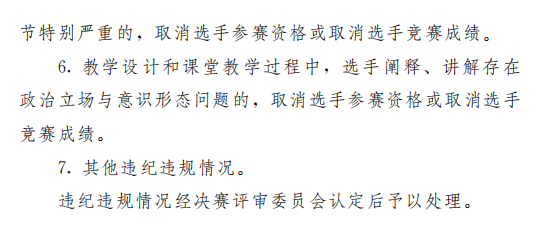 节特别严重的，取消选手参赛资格或取消选手竞赛成绩。
6. 教学设计和课堂教学过程中，选手阐释、讲解存在
政治立场与意识形态问题的，取消选手参赛资格或取消选手
竞赛成绩。
7. 其他违纪违规情况。
违纪违规情况经决赛评审委员会认定后予以处理。